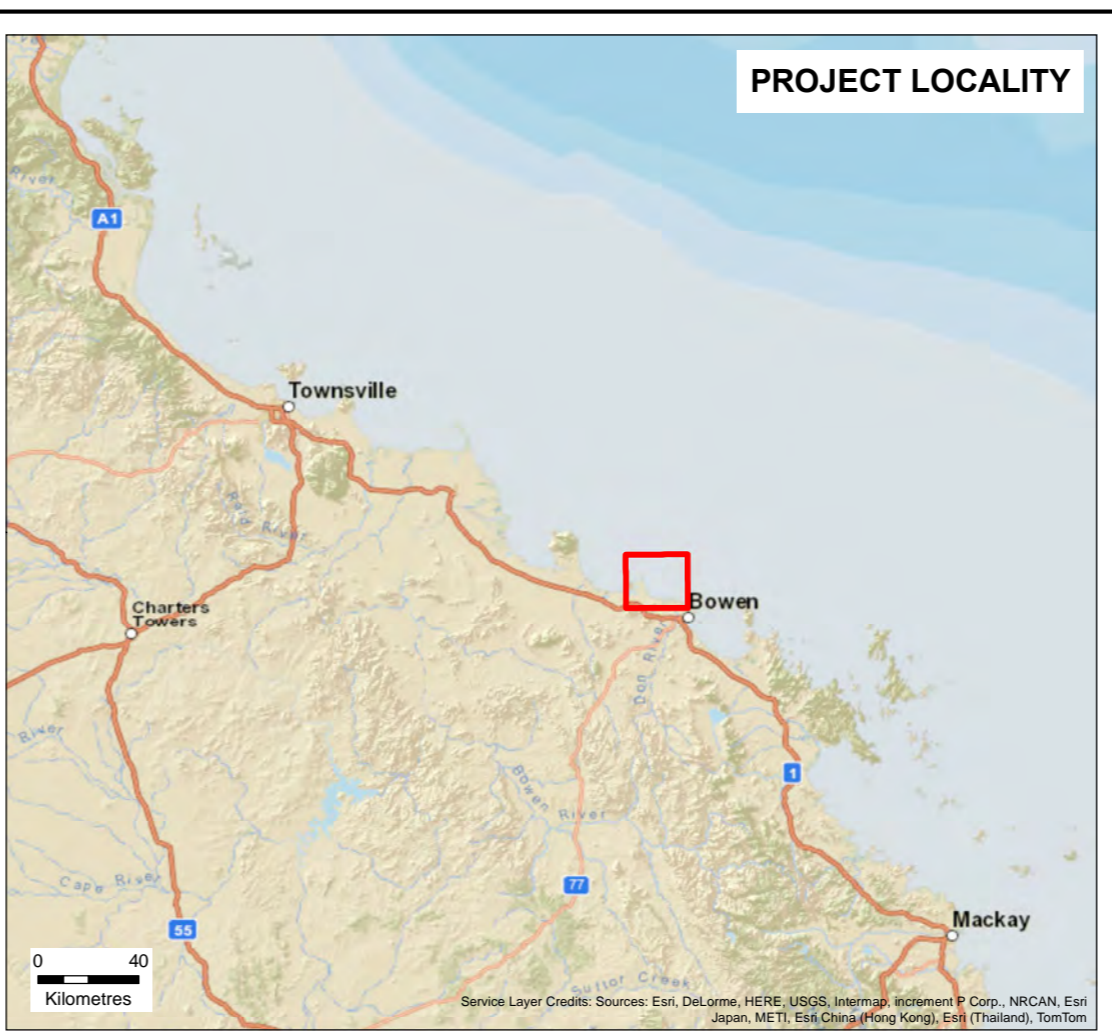 PROJECT LOCALITY
River
A1
Townsville
Reid River
Charters
Towers
Bowen
Don River
River
1
Bowen River
77
Cape River
55
Mackay
0 40
Kilometres
Suttor Creek
Service Layer Credits: Sources: Esri, DeLorme, HERE, USGS, Intermap, increment P Corp., NRCAN, Esri
Japan, METI, Esri China (Hong Kong), Esri (Thailand), TomTom